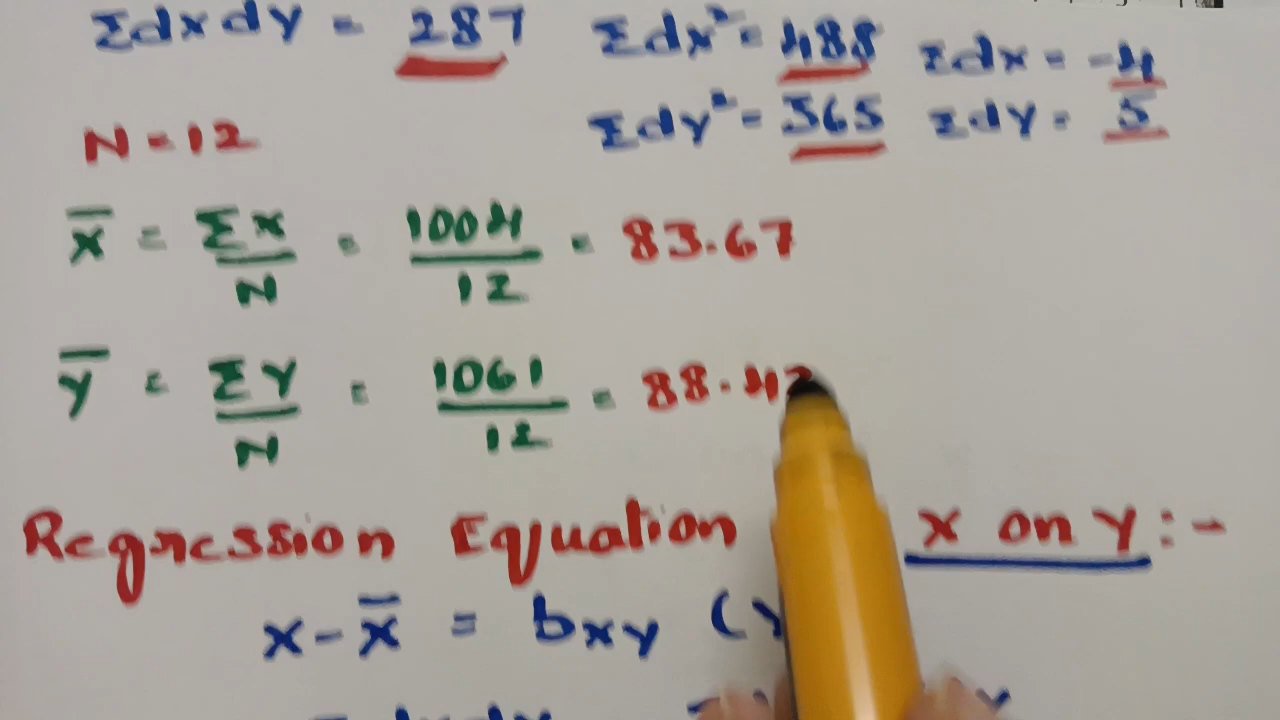 Σdxdy = 287 Σdx² = 488 Σdx = -4
Σdy² = 365 Σdy = 5
N = 12
X̄ = ΣX / N = 1004 / 12 = 83.67
Ȳ = ΣY / N = 1061 / 12 = 88.42
Regression Equation X on Y :-
X - X̄ = bxy (Y